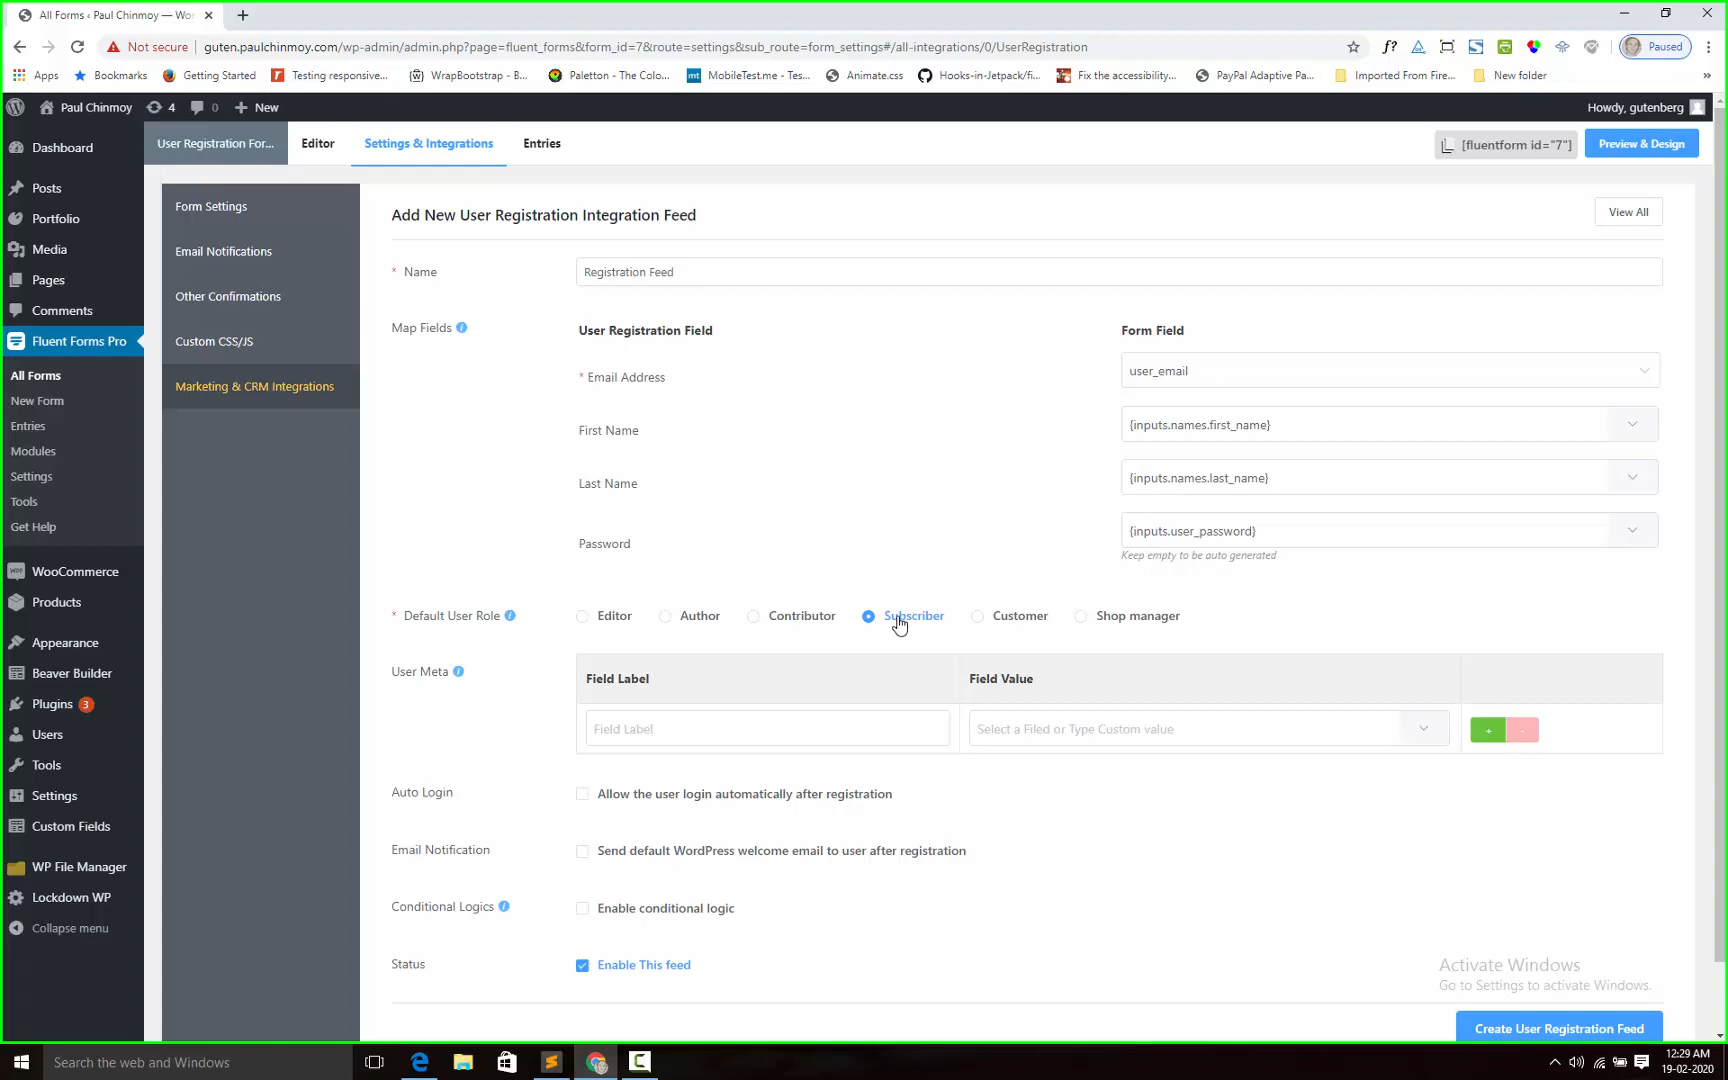 All Forms ‹ Paul Chinmoy — Wor
Not secure
guten.paulchinmoy.com/wp-admin/admin.php?page=fluent_forms&form_id=7&route=settings&sub_route=form_settings#/all-integrations/0/UserRegistration
f?
Paused
Apps
Bookmarks
Getting Started
Testing responsive...
WrapBootstrap - B...
Paletton - The Colo...
mt
MobileTest.me - Tes...
Animate.css
Hooks-in-Jetpack/fi...
Fix the accessibility...
PayPal Adaptive Pa...
Imported From Fire...
New folder
»
Paul Chinmoy
4
0
+ New
Howdy, gutenberg
Dashboard
Posts
Portfolio
Media
Pages
Comments
Fluent Forms Pro
All Forms
New Form
Entries
Modules
Settings
Tools
Get Help
WooCommerce
Products
Appearance
Beaver Builder
Plugins 3
Users
Tools
Settings
Custom Fields
WP File Manager
Lockdown WP
Collapse menu
User Registration For...
Editor
Settings & Integrations
Entries
[fluentform id="7"]
Preview & Design
Form Settings
Email Notifications
Other Confirmations
Custom CSS/JS
Marketing & CRM Integrations
Add New User Registration Integration Feed
View All
* Name
Registration Feed
Map Fields
User Registration Field
Form Field
* Email Address
user_email
First Name
{inputs.names.first_name}
Last Name
{inputs.names.last_name}
Password
{inputs.user_password}
Keep empty to be auto generated
* Default User Role
Editor
Author
Contributor
Subscriber
Customer
Shop manager
User Meta
Field Label
Field Value
Field Label
Select a Filed or Type Custom value
+
-
Auto Login
Allow the user login automatically after registration
Email Notification
Send default WordPress welcome email to user after registration
Conditional Logics
Enable conditional logic
Status
Enable This feed
Activate Windows
Go to Settings to activate Windows.
Create User Registration Feed
Search the web and Windows
12:29 AM
19-02-2020